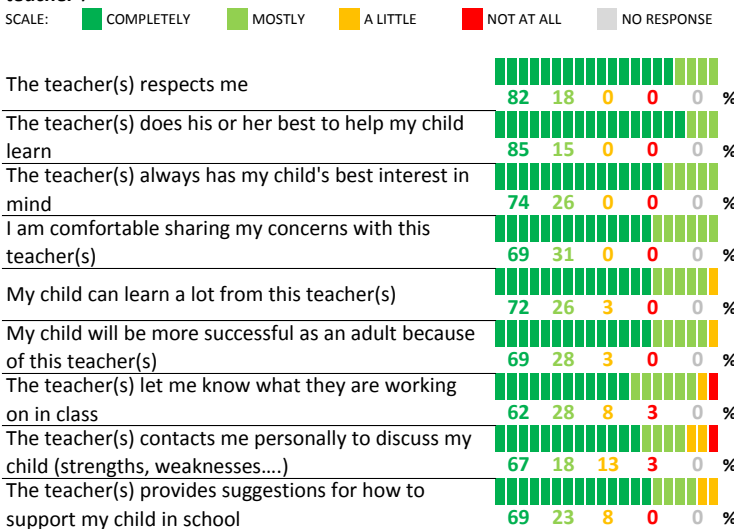 SCALE: COMPLETELY MOSTLY A LITTLE NOT AT ALL NO RESPONSE
The teacher(s) respects me
82 18 0 0 0 %
The teacher(s) does his or her best to help my child
learn
85 15 0 0 0 %
The teacher(s) always has my child's best interest in
mind
74 26 0 0 0 %
I am comfortable sharing my concerns with this
teacher(s)
69 31 0 0 0 %
My child can learn a lot from this teacher(s)
72 26 3 0 0 %
My child will be more successful as an adult because
of this teacher(s)
69 28 3 0 0 %
The teacher(s) let me know what they are working
on in class
62 28 8 3 0 %
The teacher(s) contacts me personally to discuss my
child (strengths, weaknesses....)
67 18 13 3 0 %
The teacher(s) provides suggestions for how to
support my child in school
69 23 8 0 0 %